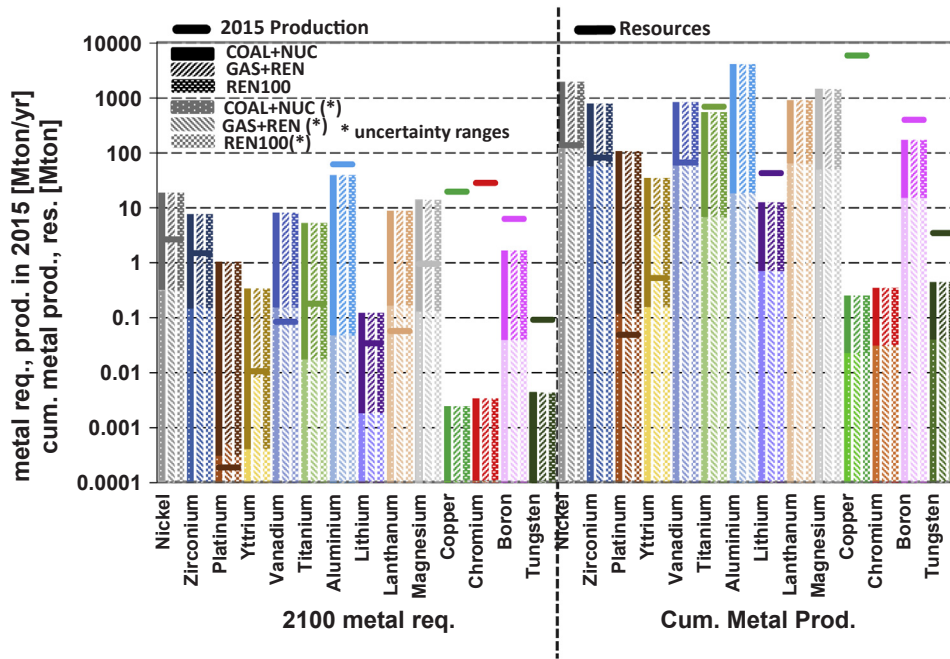 2015 Production
Resources
COAL+NUC
GAS+REN
REN100
COAL+NUC (*)
GAS+REN (*)
REN100(*)
* uncertainty ranges
metal req., prod. in 2015 [Mton/yr]
cum. metal prod., res. [Mton]
10000
1000
100
10
1
0.1
0.01
0.001
0.0001
Nickel
Zirconium
Platinum
Yttrium
Vanadium
Titanium
Aluminium
Lithium
Lanthanum
Magnesium
Copper
Chromium
Boron
Tungsten
Nickel
Zirconium
Platinum
Yttrium
Vanadium
Titanium
Aluminium
Lithium
Lanthanum
Magnesium
Copper
Chromium
Boron
Tungsten
2100 metal req.
Cum. Metal Prod.